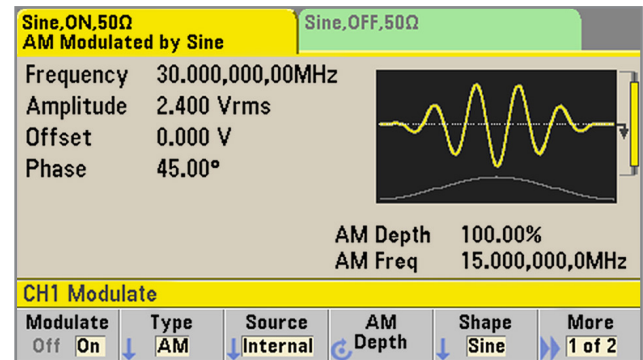 Sine,ON,50Ω
AM Modulated by Sine
Sine,OFF,50Ω
Frequency 30.000,000,00MHz
Amplitude 2.400 Vrms
Offset 0.000 V
Phase 45.00°
AM Depth 100.00%
AM Freq 15.000,000,0MHz
CH1 Modulate
Modulate Type Source AM Shape More
Off On AM Internal Depth Sine 1 of 2